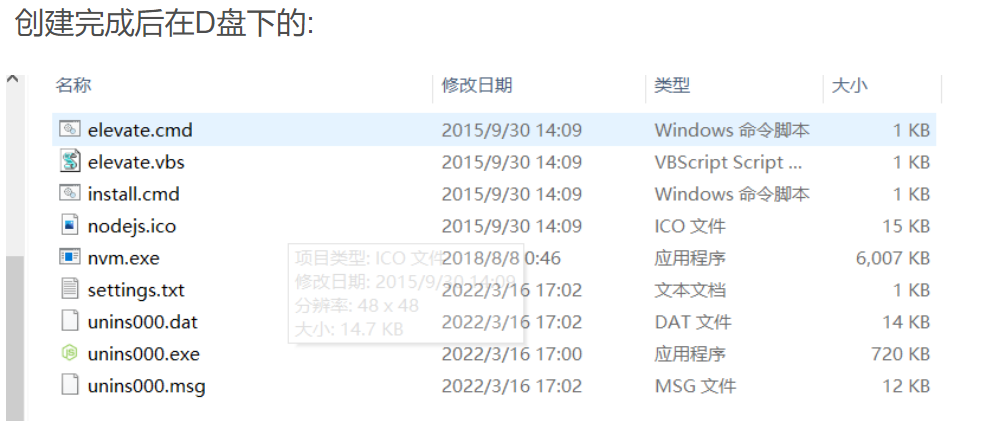 创建完成后在D盘下的:
名称 修改日期 类型 大小
elevate.cmd 2015/9/30 14:09 Windows 命令脚本 1 KB
elevate.vbs 2015/9/30 14:09 VBScript Script ... 1 KB
install.cmd 2015/9/30 14:09 Windows 命令脚本 1 KB
nodejs.ico 2015/9/30 14:09 ICO 文件 15 KB
nvm.exe 2018/8/8 0:46 应用程序 6,007 KB
settings.txt 2022/3/16 17:02 文本文档 1 KB
unins000.dat 2022/3/16 17:02 DAT 文件 14 KB
unins000.exe 2022/3/16 17:00 应用程序 720 KB
unins000.msg 2022/3/16 17:02 MSG 文件 12 KB
项目类型: ICO 文件
修改日期: 2015/9/30 14:09
分辨率: 48 x 48
大小: 14.7 KB